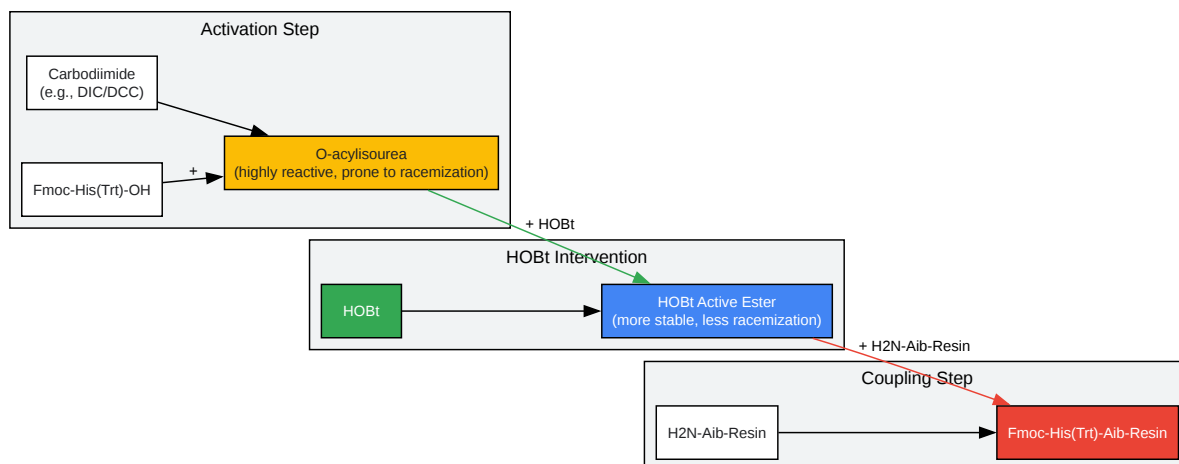 Activation Step
Carbodiimide
(e.g., DIC/DCC)
O-acylisourea
(highly reactive, prone to racemization)
+
Fmoc-His(Trt)-OH
+ HOBt
HOBt Intervention
HOBt
HOBt Active Ester
(more stable, less racemization)
+ H2N-Aib-Resin
Coupling Step
H2N-Aib-Resin
Fmoc-His(Trt)-Aib-Resin